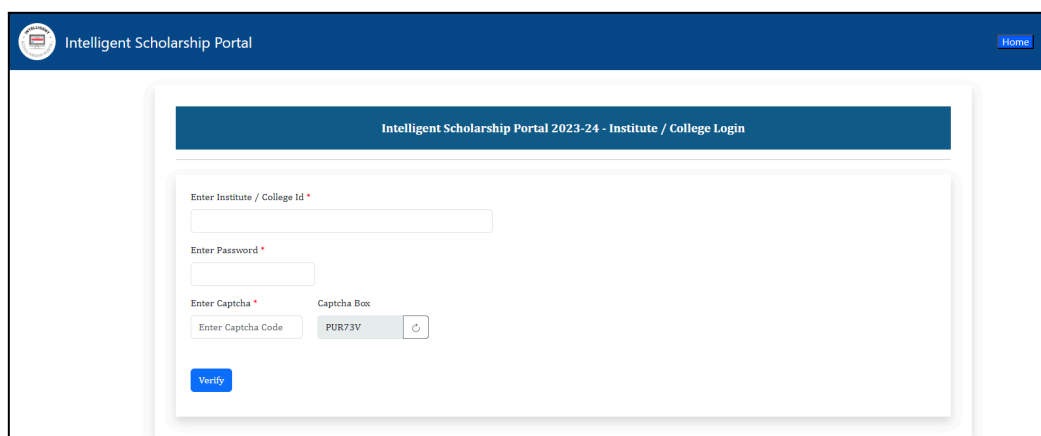 INTELLIGENT
Intelligent Scholarship Portal
Home
Intelligent Scholarship Portal 2023-24 - Institute / College Login
Enter Institute / College Id *
Enter Password *
Enter Captcha * Captcha Box
Enter Captcha Code PUR73V
Verify